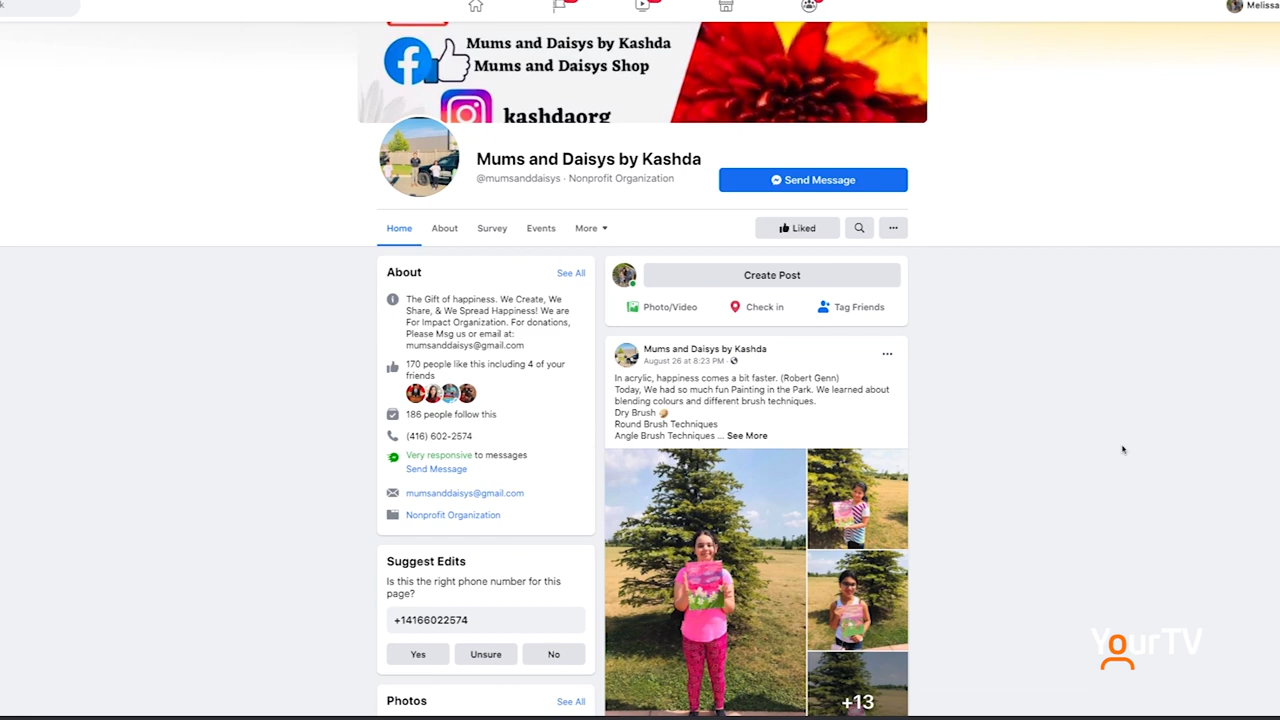 k
Melissa
Mums and Daisys by Kashda
Mums and Daisys Shop
kashdaorg
Mums and Daisys by Kashda
@mumsanddaisys · Nonprofit Organization
Send Message
Home
About
Survey
Events
More
Liked
About
See All
The Gift of happiness. We Create, We
Share, & We Spread Happiness! We are
For Impact Organization. For donations,
Please Msg us or email at:
mumsanddaisys@gmail.com
170 people like this including 4 of your
friends
186 people follow this
(416) 602-2574
Very responsive to messages
Send Message
mumsanddaisys@gmail.com
Nonprofit Organization
Suggest Edits
Is this the right phone number for this
page?
+14166022574
Yes
Unsure
No
Photos
See All
Create Post
Photo/Video
Check in
Tag Friends
Mums and Daisys by Kashda
August 26 at 8:23 PM ·
In acrylic, happiness comes a bit faster. (Robert Genn)
Today, We had so much fun Painting in the Park. We learned about
blending colours and different brush techniques.
Dry Brush
Round Brush Techniques
Angle Brush Techniques ... See More
+13
YourTV